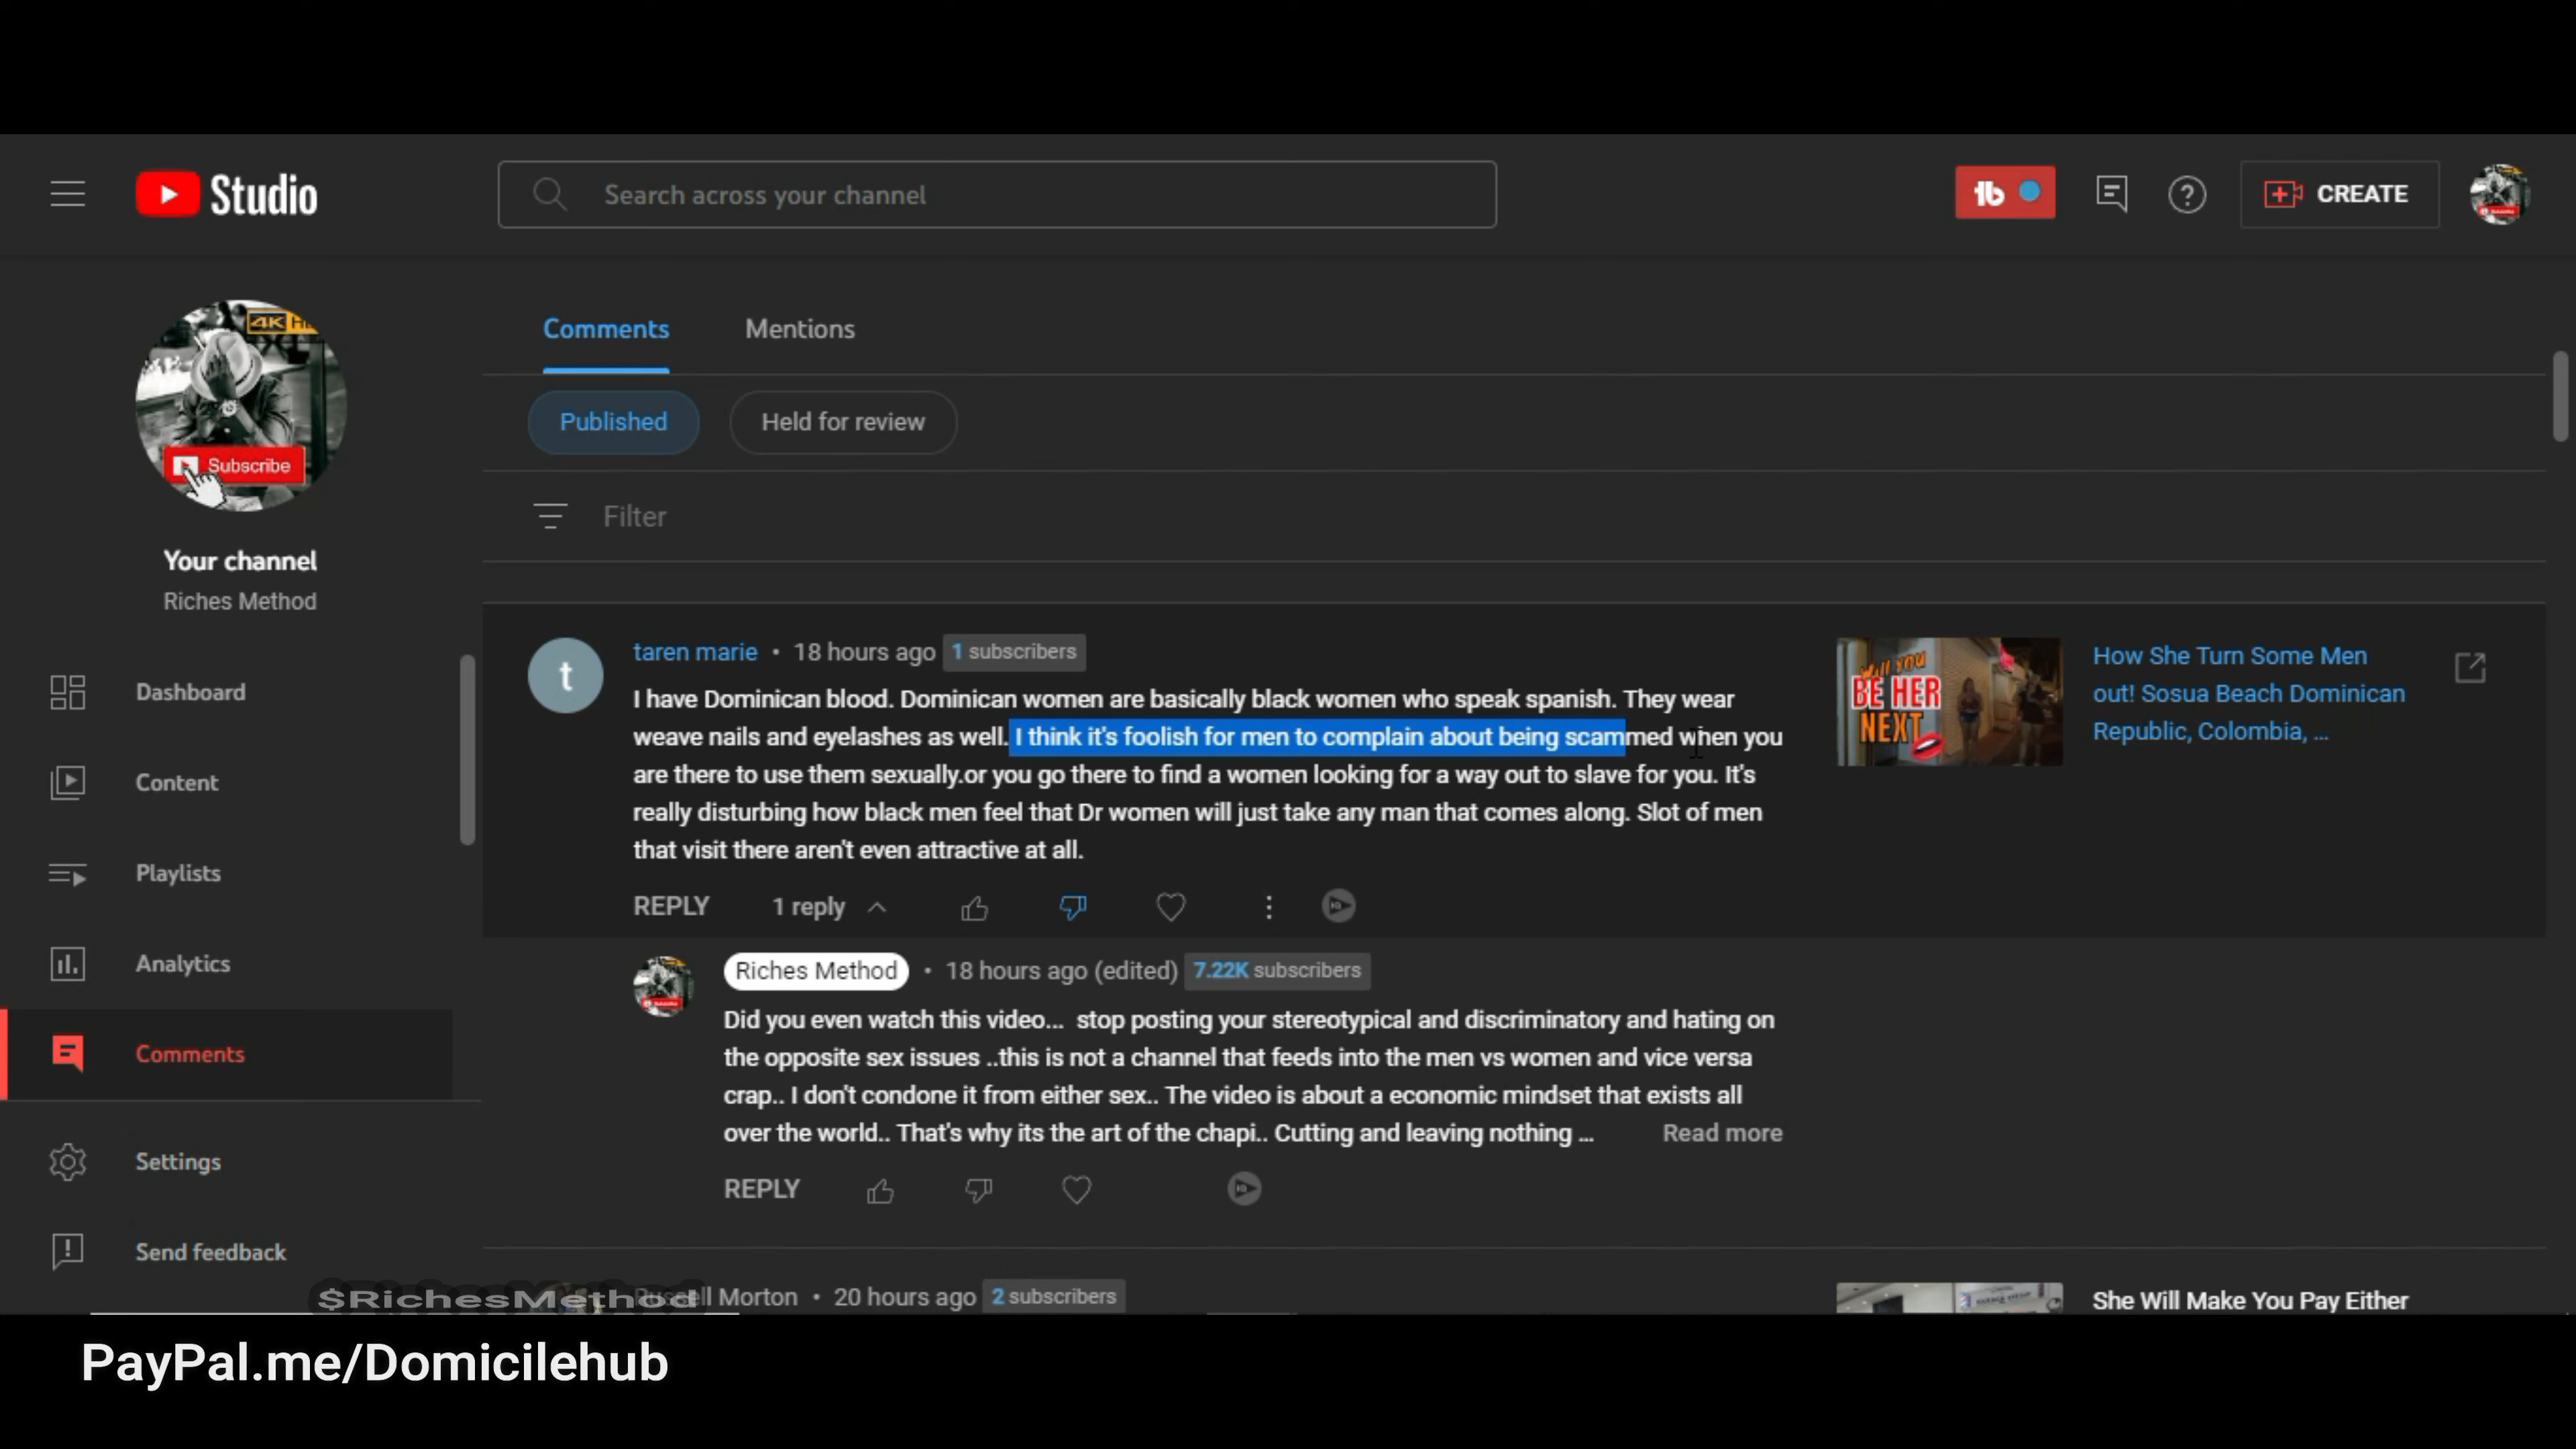 Studio
Search across your channel
CREATE
4K
Subscribe
Your channel
Riches Method
Dashboard
Content
Playlists
Analytics
Comments
Settings
Send feedback
Comments
Mentions
Published
Held for review
Filter
t
taren marie • 18 hours ago 1 subscribers
I have Dominican blood. Dominican women are basically black women who speak spanish. They wear
weave nails and eyelashes as well. I think it's foolish for men to complain about being scammed when you
are there to use them sexually.or you go there to find a women looking for a way out to slave for you. It's
really disturbing how black men feel that Dr women will just take any man that comes along. Slot of men
that visit there aren't even attractive at all.
REPLY
1 reply
Will you
BE HER
NEXT
How She Turn Some Men
out! Sosua Beach Dominican
Republic, Colombia, ...
Riches Method • 18 hours ago (edited) 7.22K subscribers
Did you even watch this video... stop posting your stereotypical and discriminatory and hating on
the opposite sex issues ..this is not a channel that feeds into the men vs women and vice versa
crap.. I don't condone it from either sex.. The video is about a economic mindset that exists all
over the world.. That's why its the art of the chapi.. Cutting and leaving nothing ...
Read more
REPLY
$RichesMethod
ell Morton • 20 hours ago 2 subscribers
She Will Make You Pay Either
PayPal.me/Domicilehub